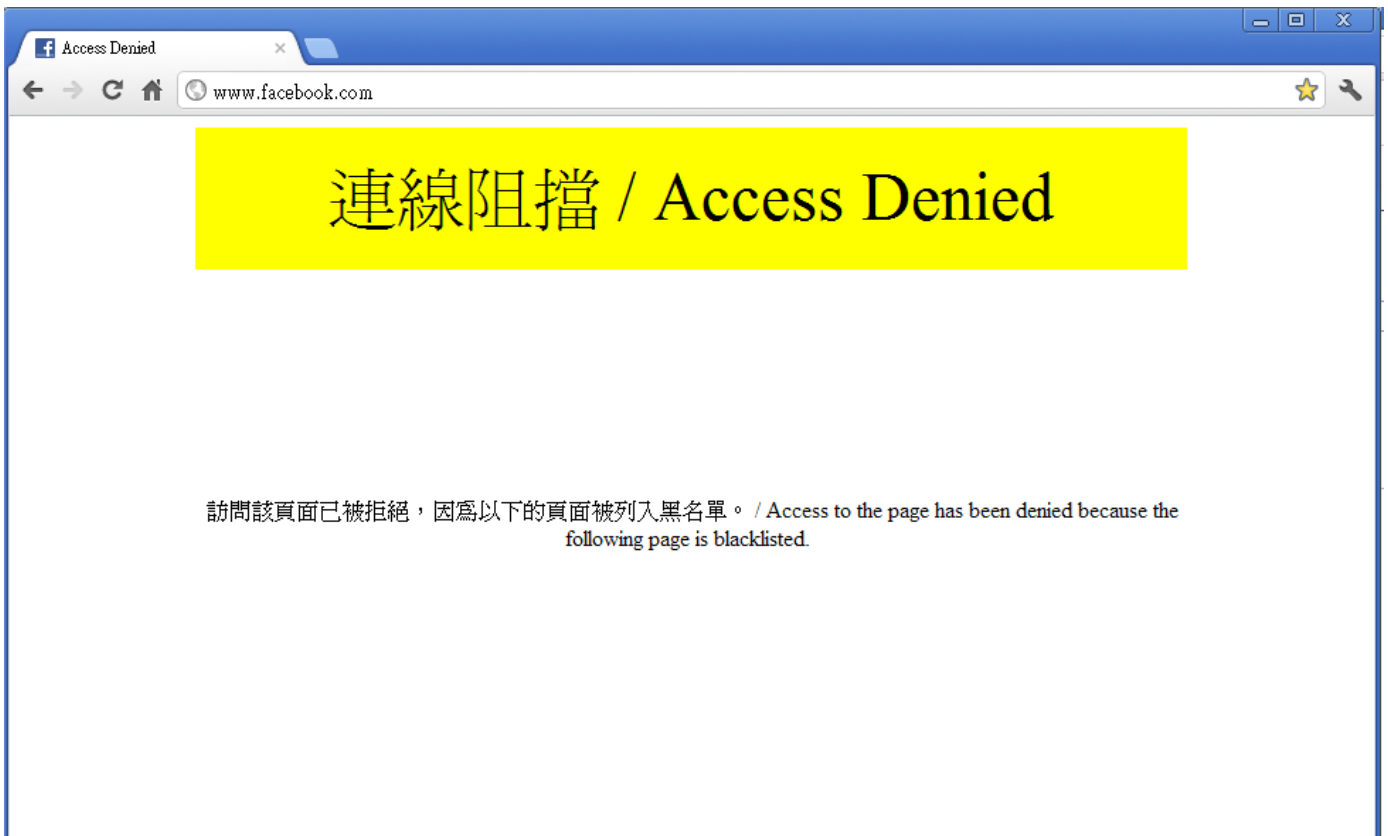 Access Denied
www.facebook.com
連線阻擋 / Access Denied
訪問該頁面已被拒絕，因為以下的頁面被列入黑名單。 / Access to the page has been denied because the
following page is blacklisted.